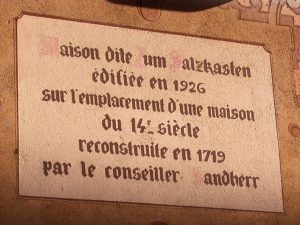 Maison dite Zum Salzkasten
édifiée en 1926
sur l'emplacement d'une maison
du 14e siècle
reconstruite en 1719
par le conseiller Sandherr